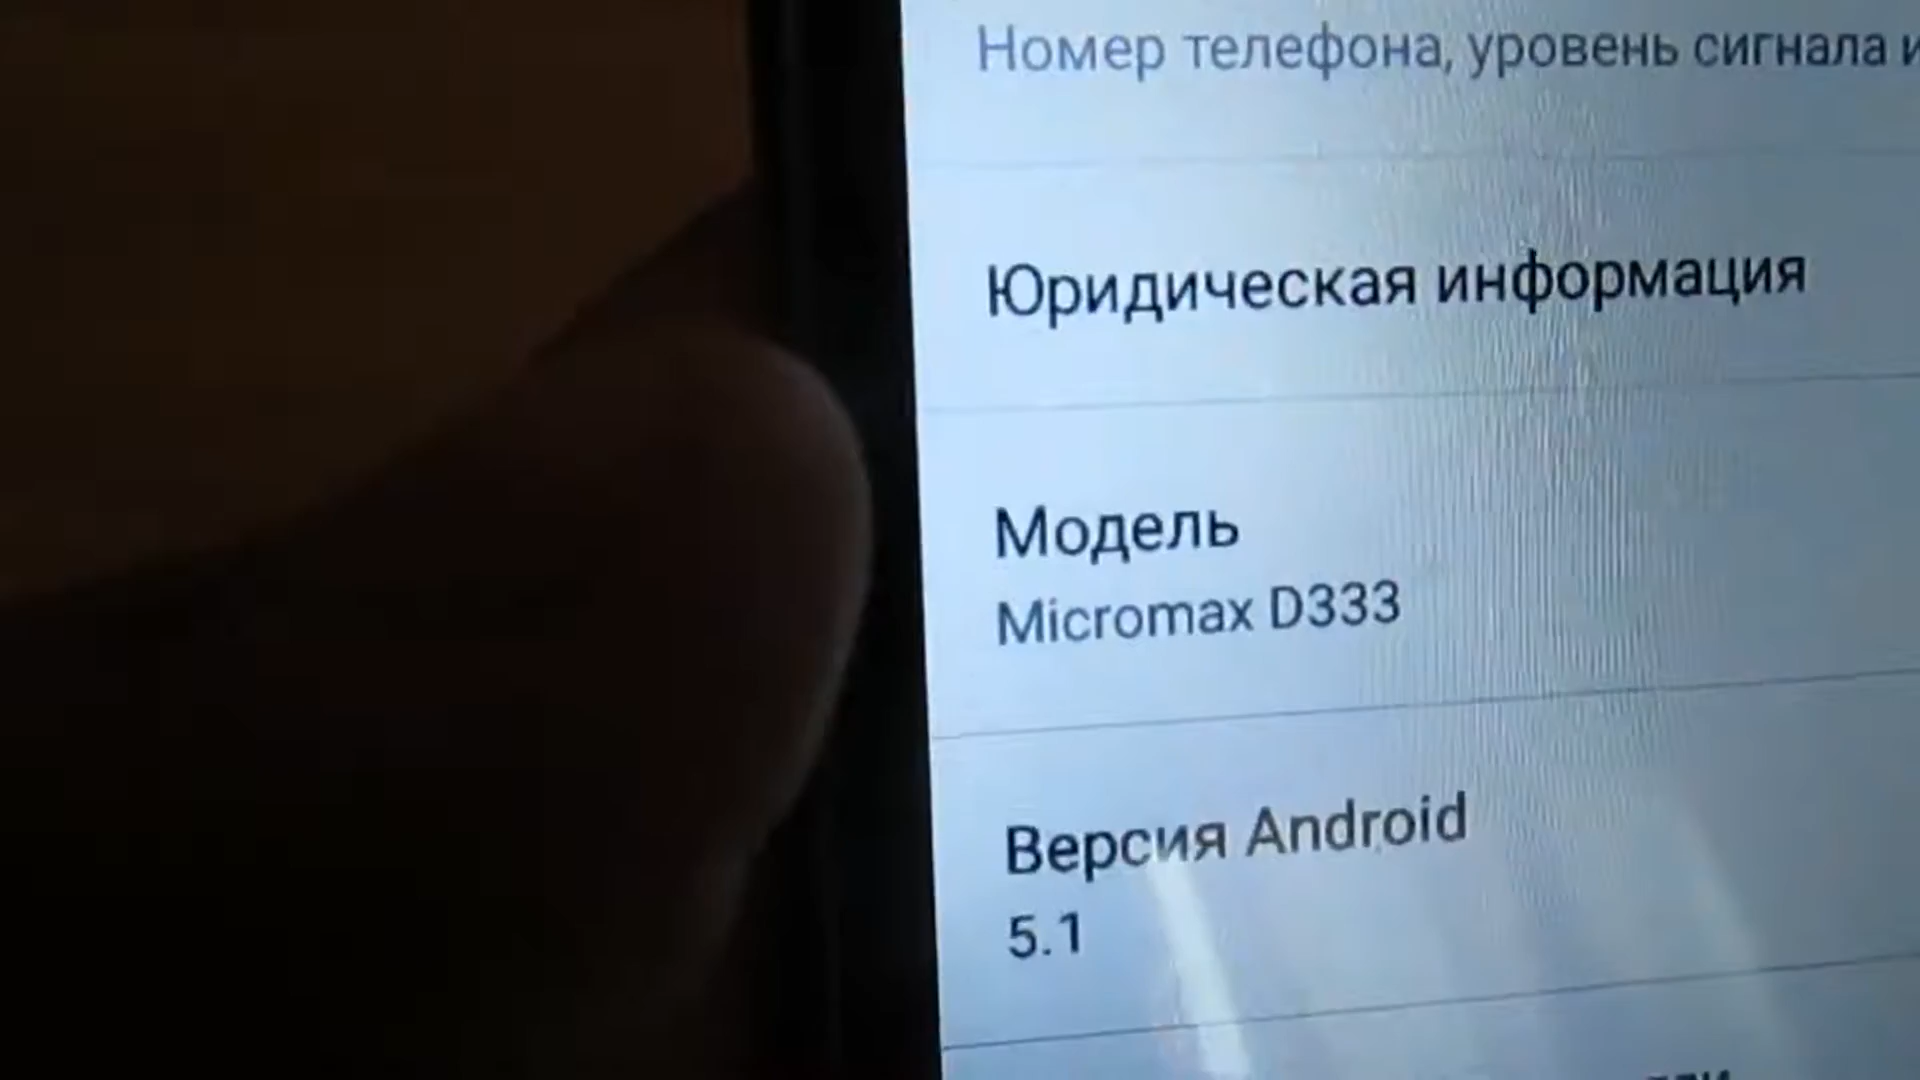 Номер телефона, уровень сигнала и
Юридическая информация
Модель
Micromax D333
Версия Android
5.1